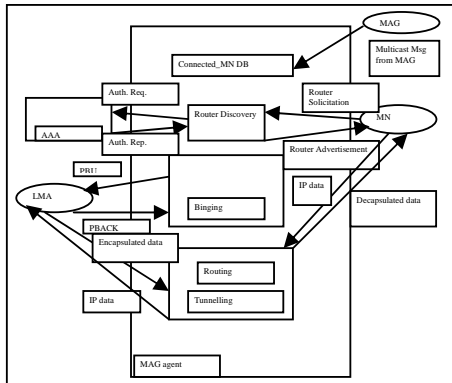 MAG
Connected_MN DB
Multicast Msg
from MAG
Auth. Req.
Router
Solicitation
Router Discovery
MN
AAA
Auth. Rep.
Router Advertisement
PBU
IP data
LMA
Binging
Decapsulated data
PBACK
Encapsulated data
Routing
IP data
Tunnelling
MAG agent